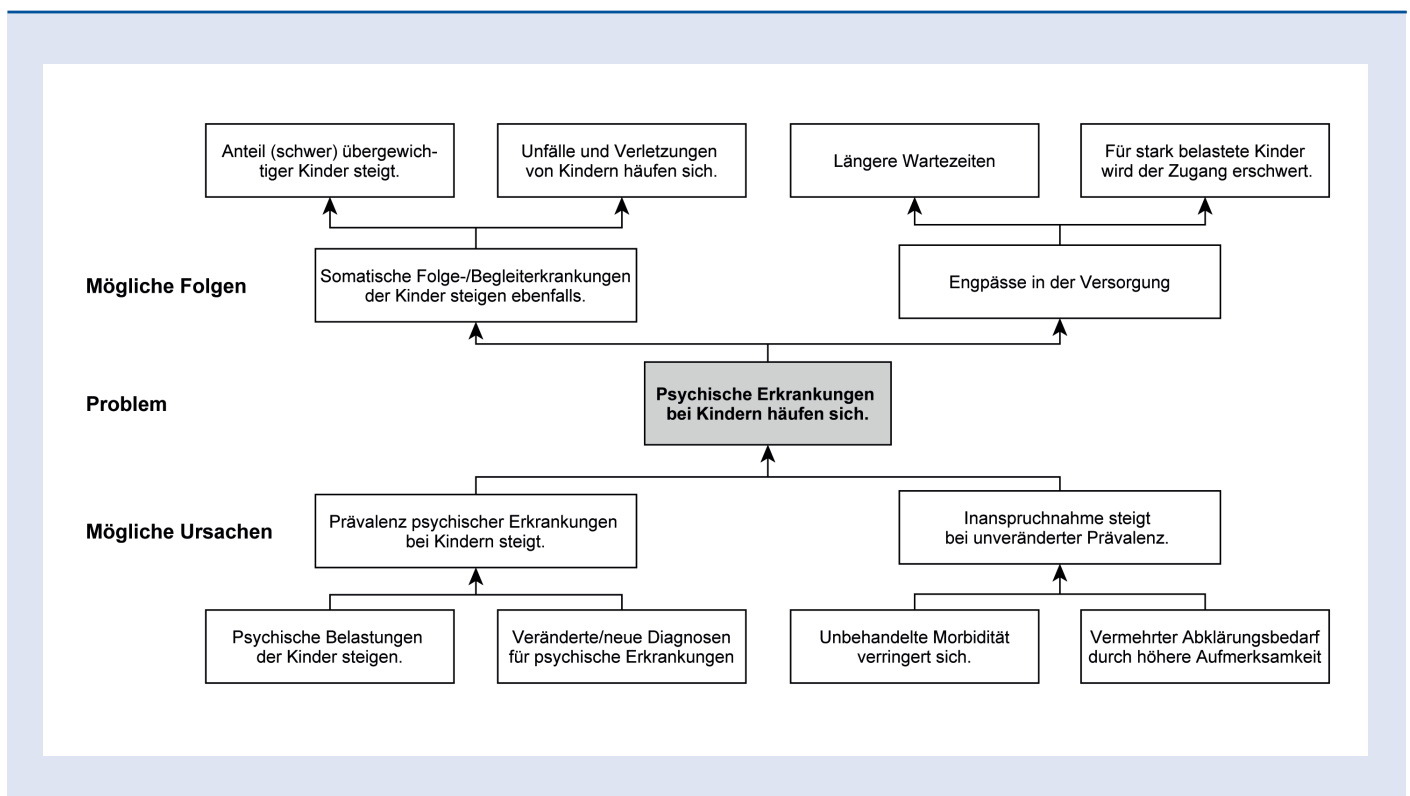 Anteil (schwer) übergewich-
tiger Kinder steigt.
Unfälle und Verletzungen
von Kindern häufen sich.
Längere Wartezeiten
Für stark belastete Kinder
wird der Zugang erschwert.
Mögliche Folgen
Somatische Folge-/Begleiterkrankungen
der Kinder steigen ebenfalls.
Engpässe in der Versorgung
Problem
Psychische Erkrankungen
bei Kindern häufen sich.
Mögliche Ursachen
Prävalenz psychischer Erkrankungen
bei Kindern steigt.
Inanspruchnahme steigt
bei unveränderter Prävalenz.
Psychische Belastungen
der Kinder steigen.
Veränderte/neue Diagnosen
für psychische Erkrankungen
Unbehandelte Morbidität
verringert sich.
Vermehrter Abklärungsbedarf
durch höhere Aufmerksamkeit